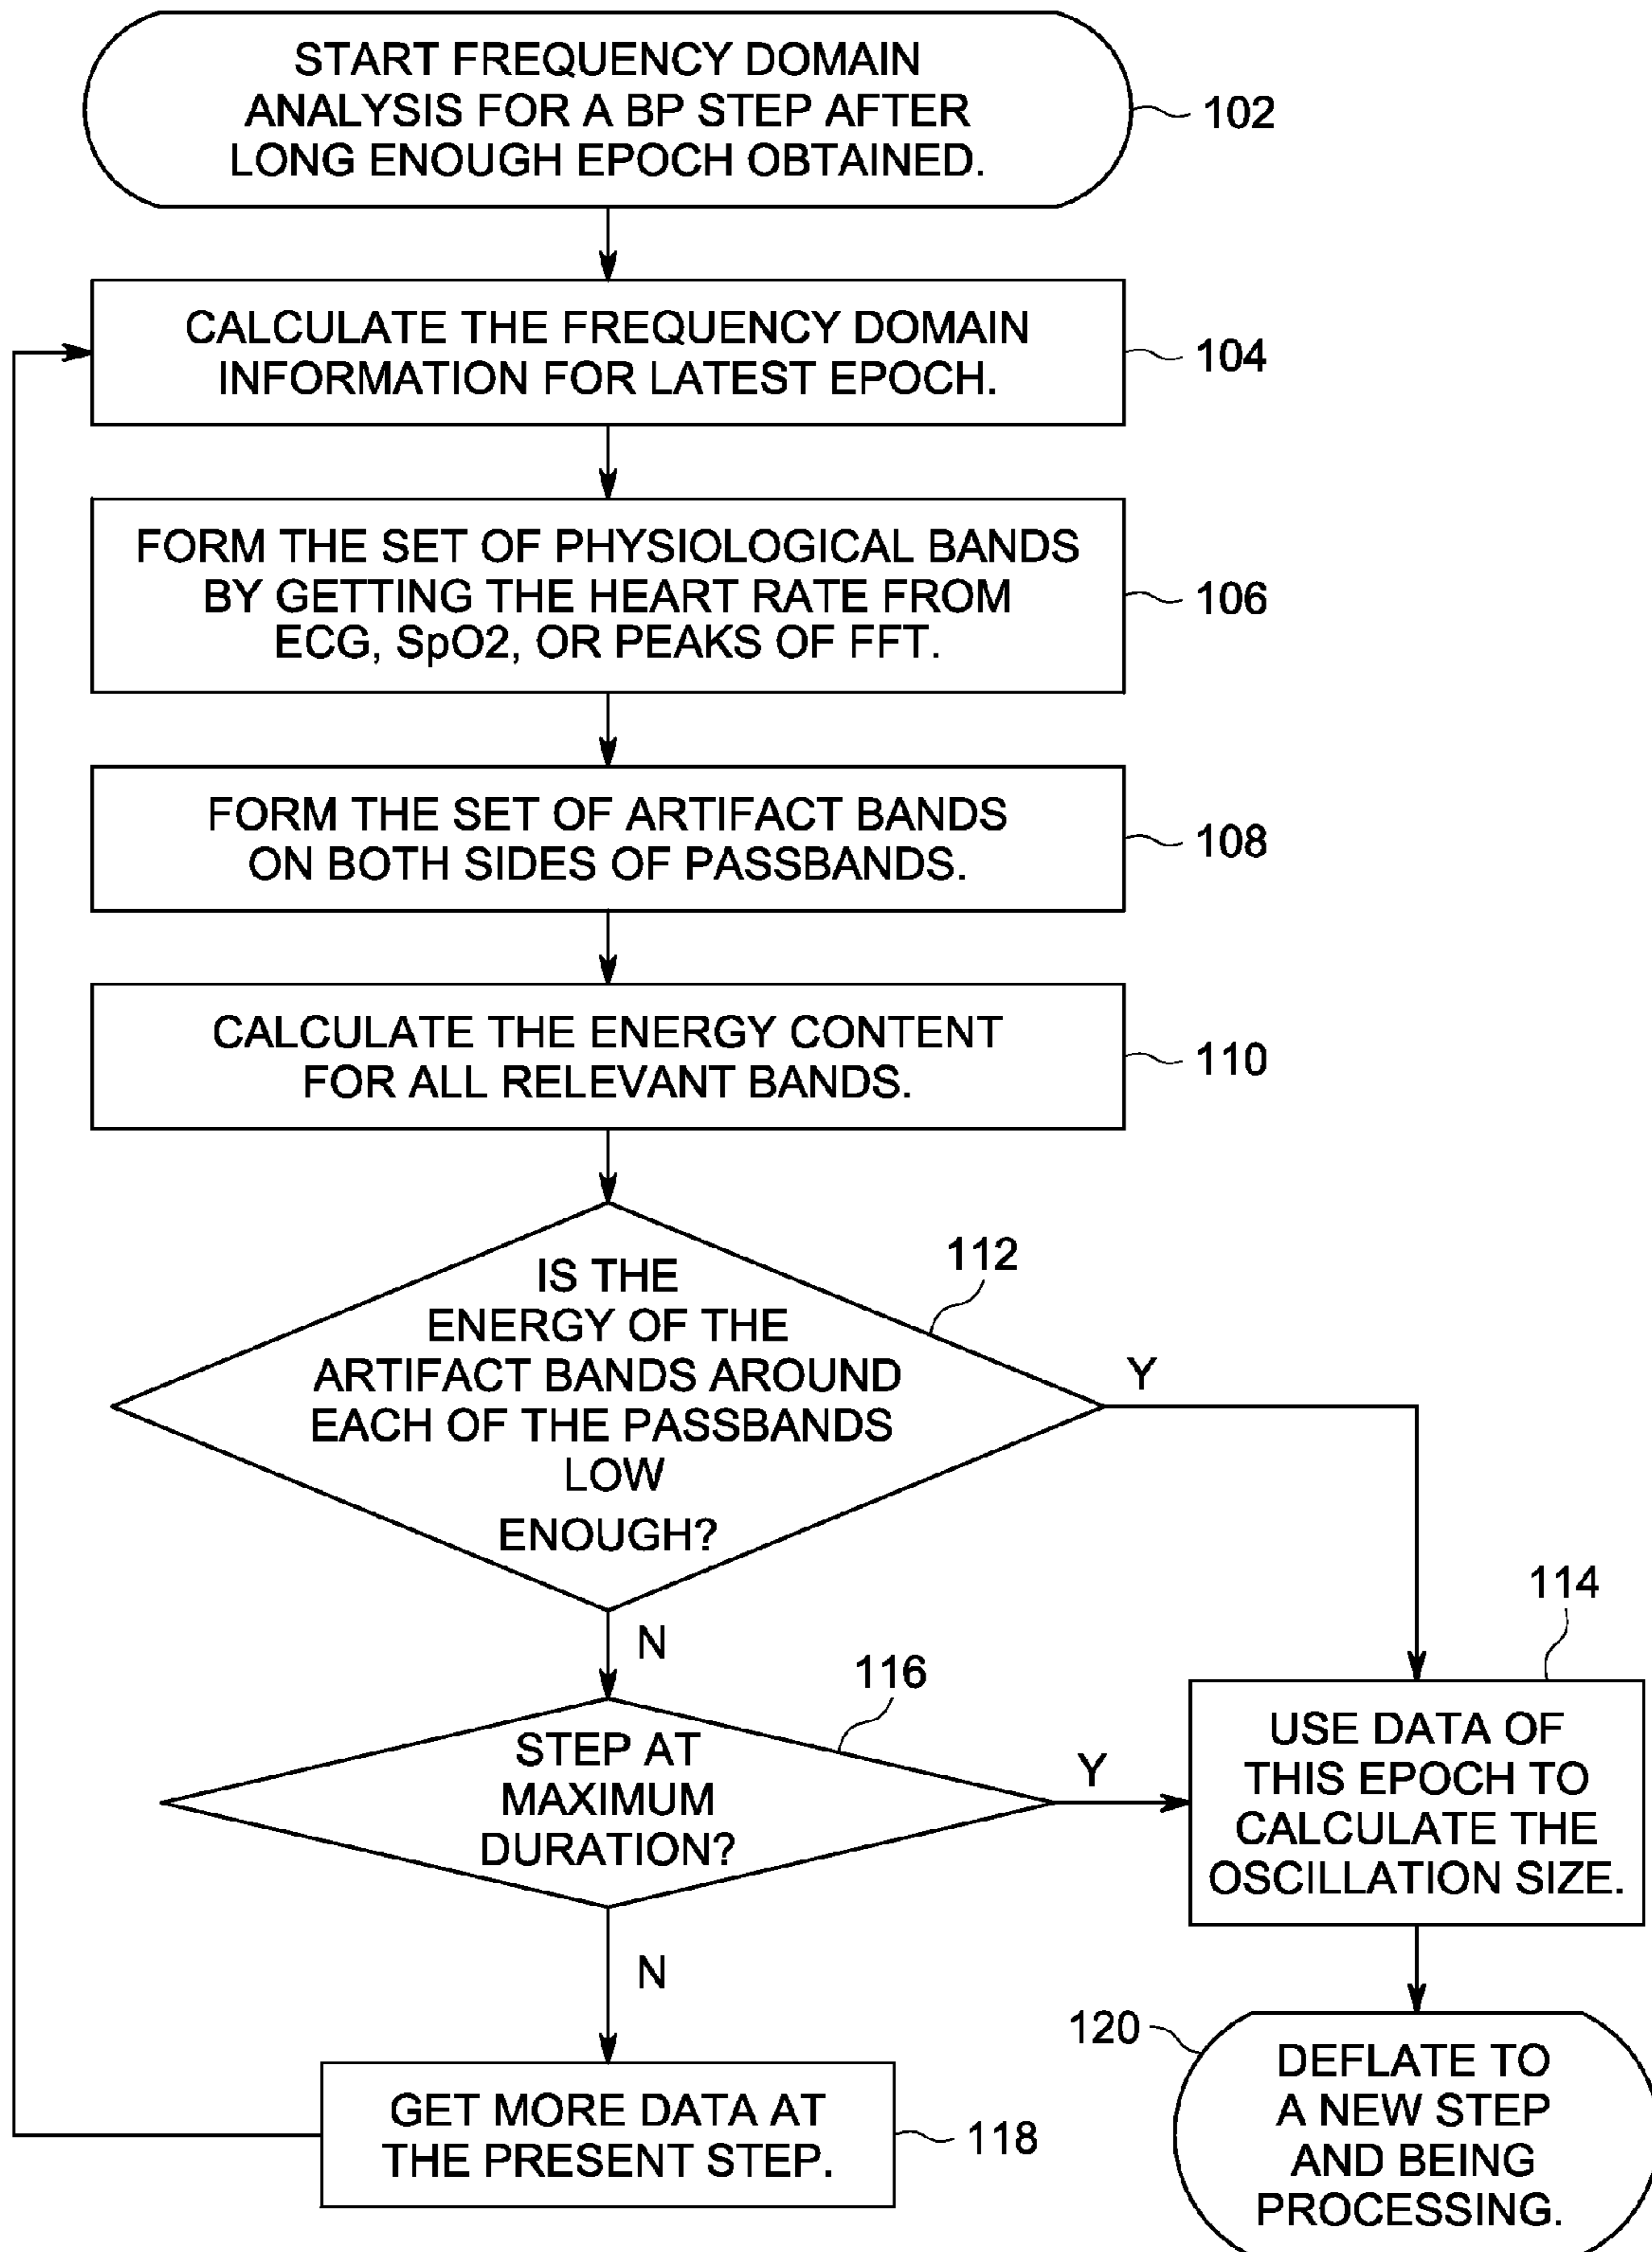 START FREQUENCY DOMAIN
ANALYSIS FOR A BP STEP AFTER
LONG ENOUGH EPOCH OBTAINED.
102
CALCULATE THE FREQUENCY DOMAIN
INFORMATION FOR LATEST EPOCH.
104
FORM THE SET OF PHYSIOLOGICAL BANDS
BY GETTING THE HEART RATE FROM
ECG, SpO2, OR PEAKS OF FFT.
106
FORM THE SET OF ARTIFACT BANDS
ON BOTH SIDES OF PASSBANDS.
108
CALCULATE THE ENERGY CONTENT
FOR ALL RELEVANT BANDS.
110
IS THE
ENERGY OF THE
ARTIFACT BANDS AROUND
EACH OF THE PASSBANDS
LOW
ENOUGH?
112
Y
N
STEP AT
MAXIMUM
DURATION?
116
Y
N
114
USE DATA OF
THIS EPOCH TO
CALCULATE THE
OSCILLATION SIZE.
GET MORE DATA AT
THE PRESENT STEP.
118
120
DEFLATE TO
A NEW STEP
AND BEING
PROCESSING.